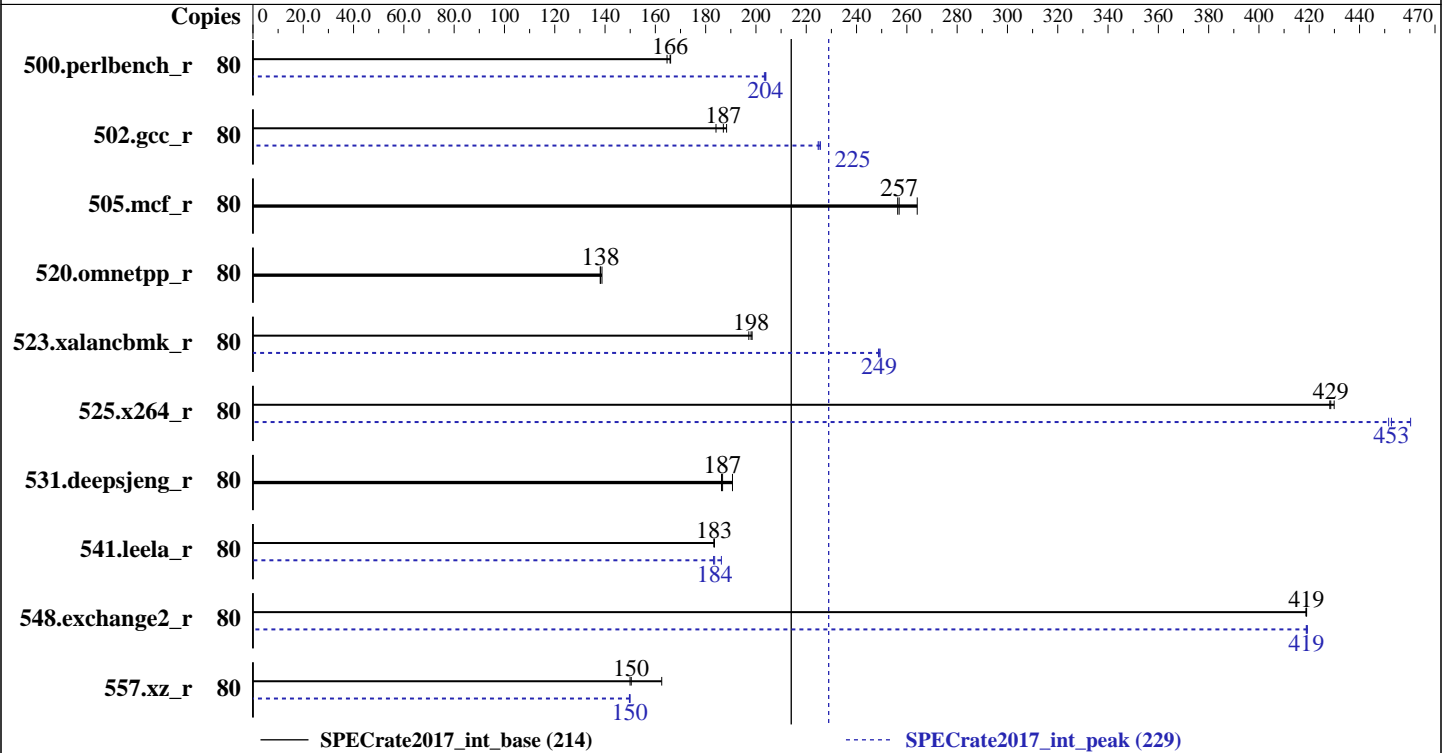 Copies 0 20.0 40.0 60.0 80.0 100 120 140 160 180 200 220 240 260 280 300 320 340 360 380 400 420 440 470
166
500.perlbench_r 80
204
187
502.gcc_r 80
225
257
505.mcf_r 80
138
520.omnetpp_r 80
198
523.xalancbmk_r 80
249
429
525.x264_r 80
453
187
531.deepsjeng_r 80
183
541.leela_r 80
184
419
548.exchange2_r 80
419
150
557.xz_r 80
150
SPECrate2017_int_base (214) SPECrate2017_int_peak (229)